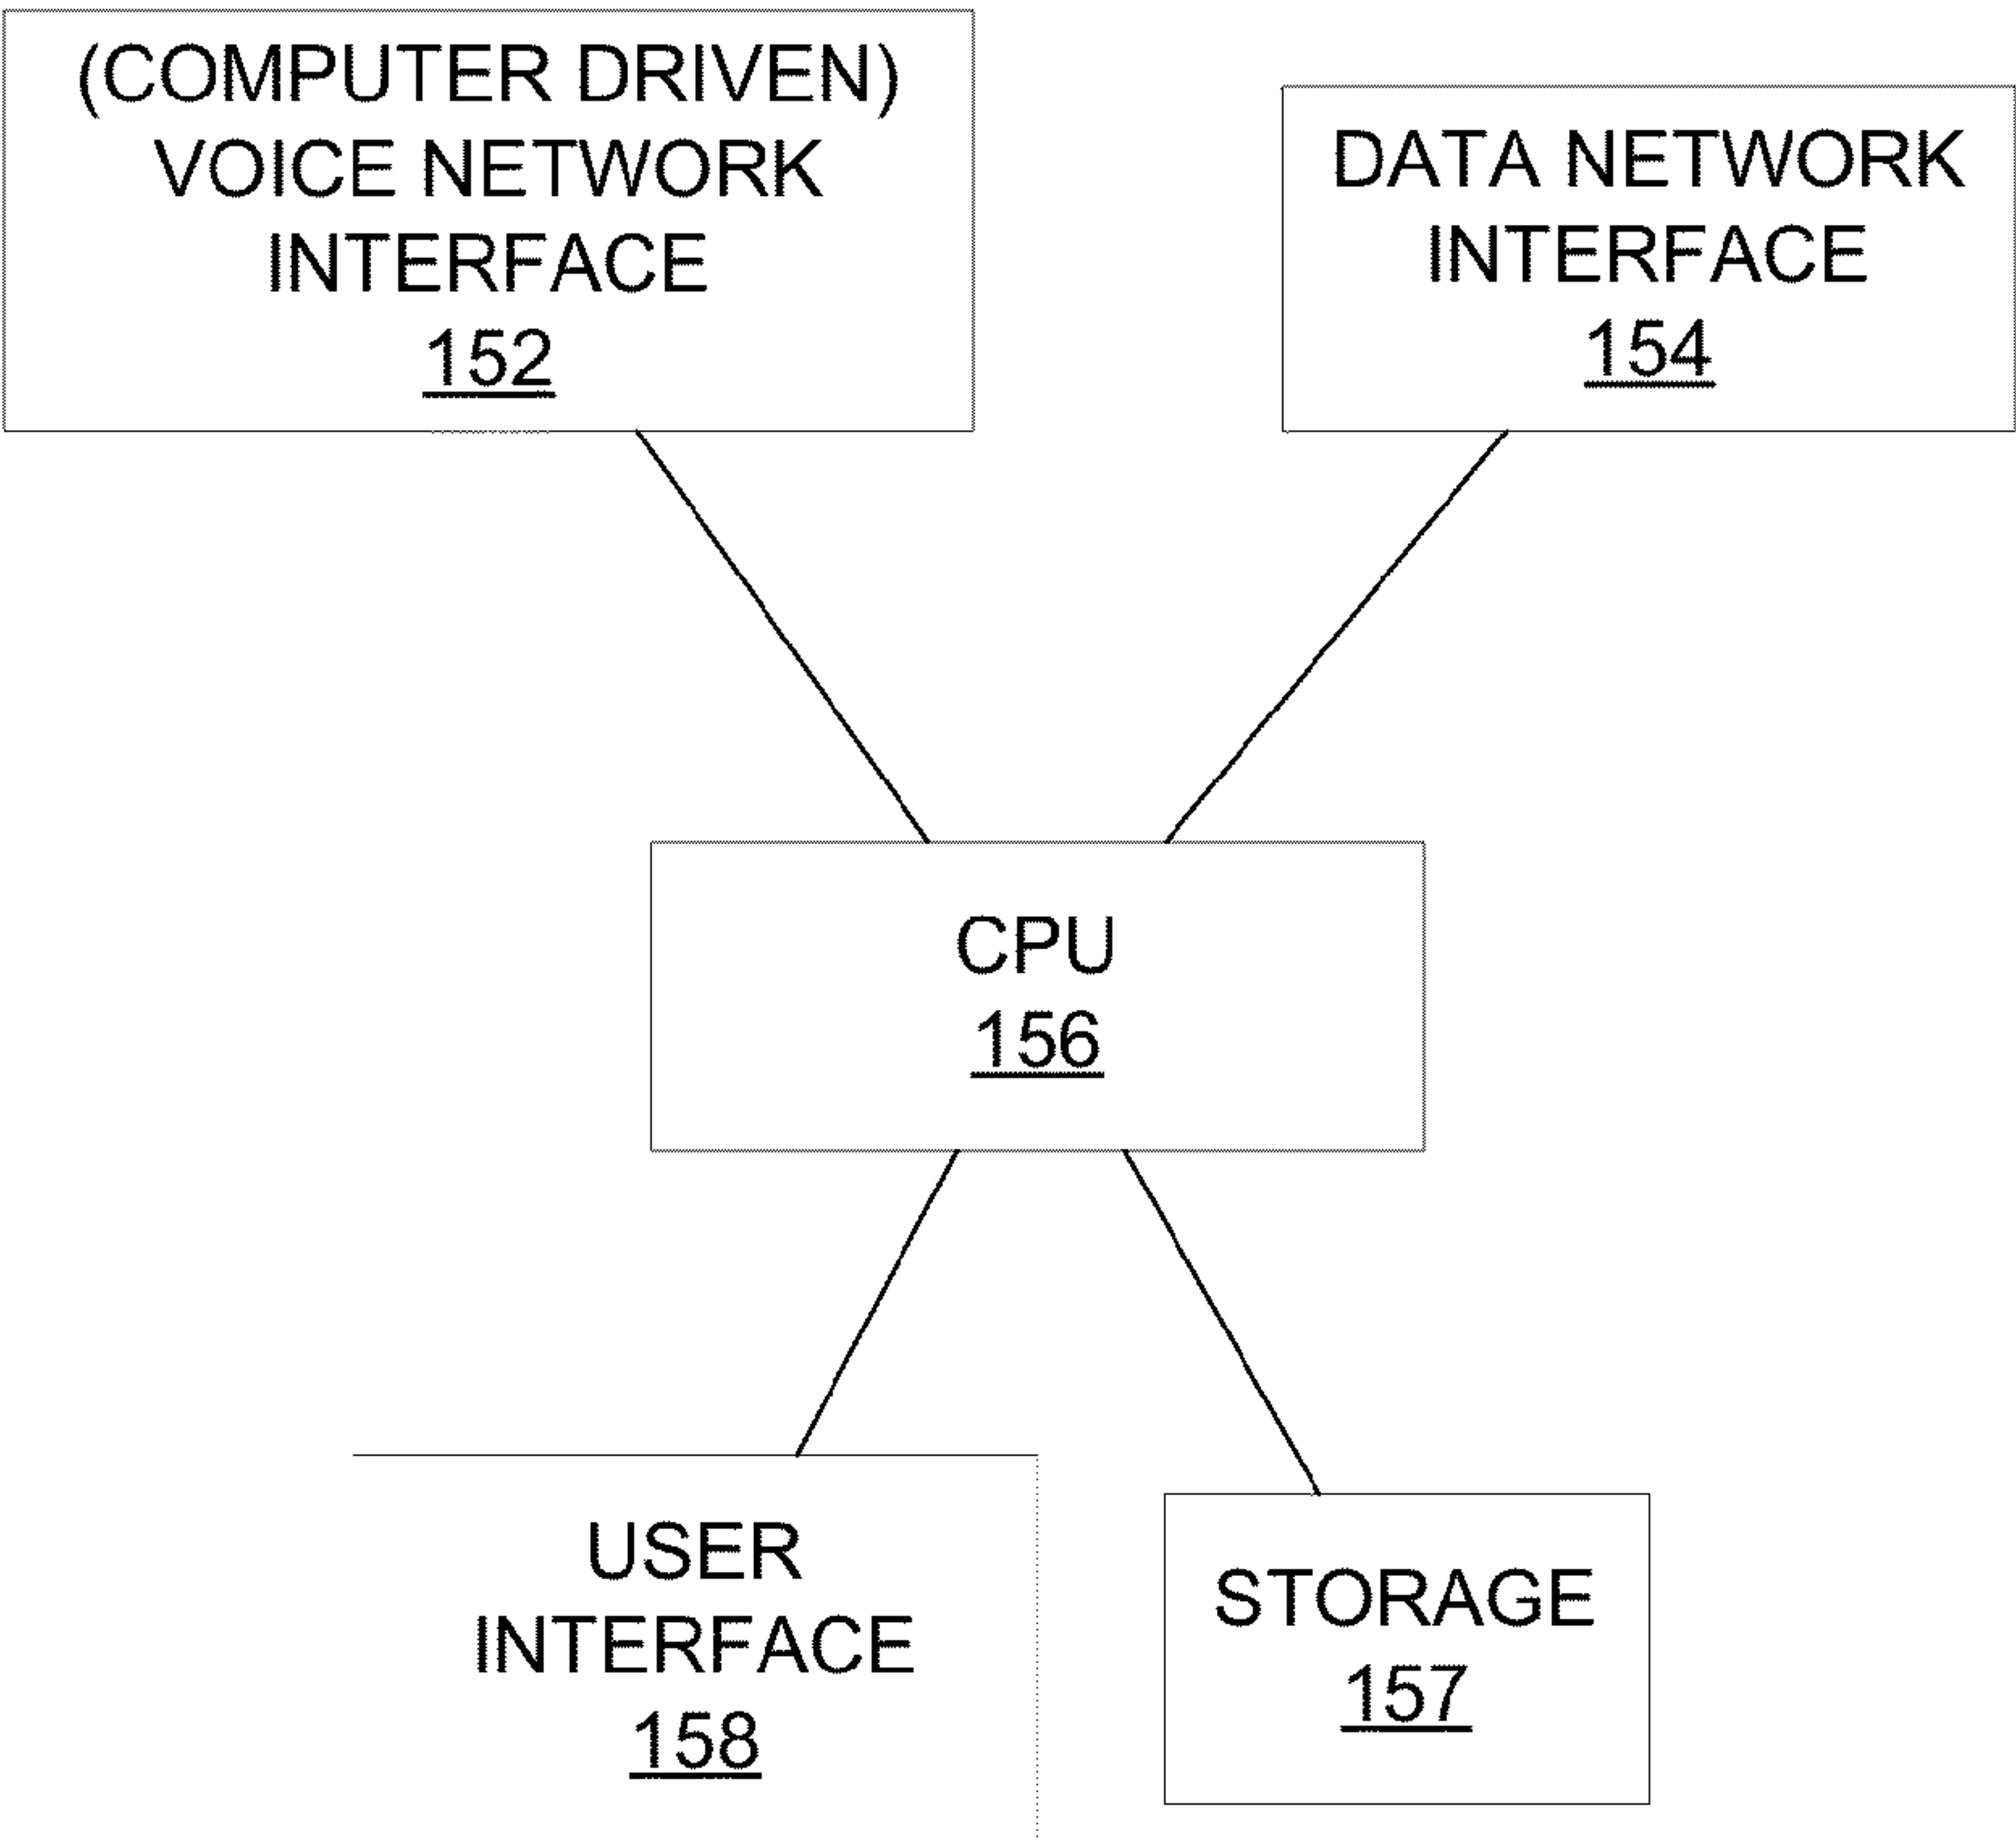 (COMPUTER DRIVEN)
VOICE NETWORK
INTERFACE
152
DATA NETWORK
INTERFACE
154
CPU
156
USER
INTERFACE
158
STORAGE
157